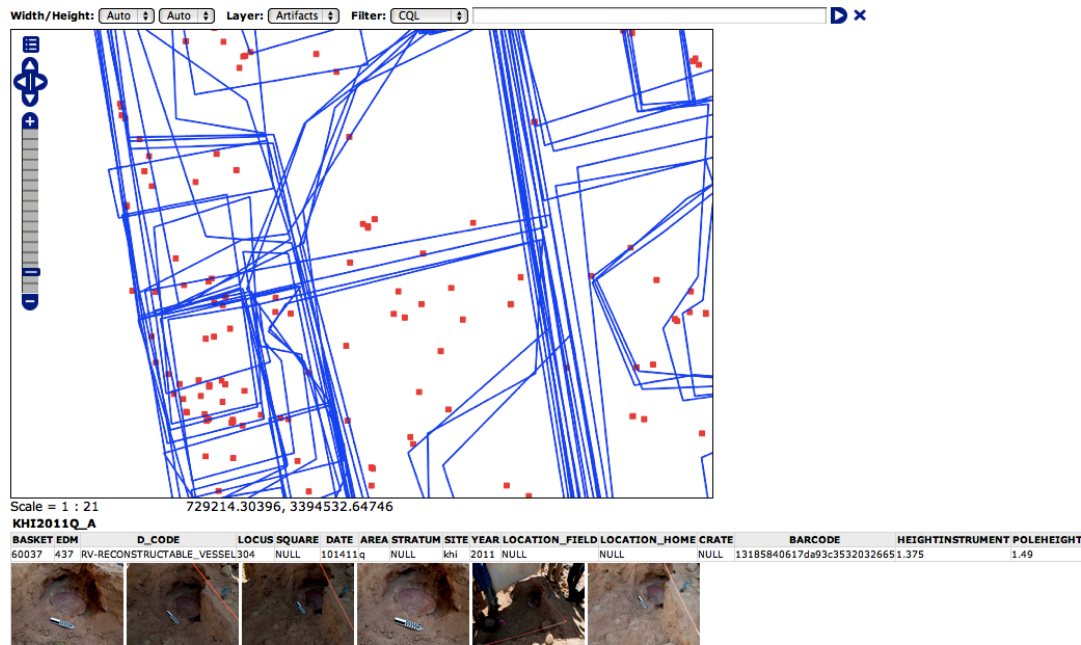 Width/Height: Auto Auto Layer: Artifacts Filter: CQL
Scale = 1 : 21 729214.30396, 3394532.64746
KHI2011Q_A
BASKET EDM D_CODE LOCUS SQUARE DATE AREA STRATUM SITE YEAR LOCATION_FIELD LOCATION_HOME CRATE BARCODE HEIGHTINSTRUMENT POLEHEIGHT
60037 437 RV-RECONSTRUCTABLE_VESSEL 304 NULL 101411 q NULL khi 2011 NULL NULL NULL 13185840617da93c3532032665 1.375 1.49